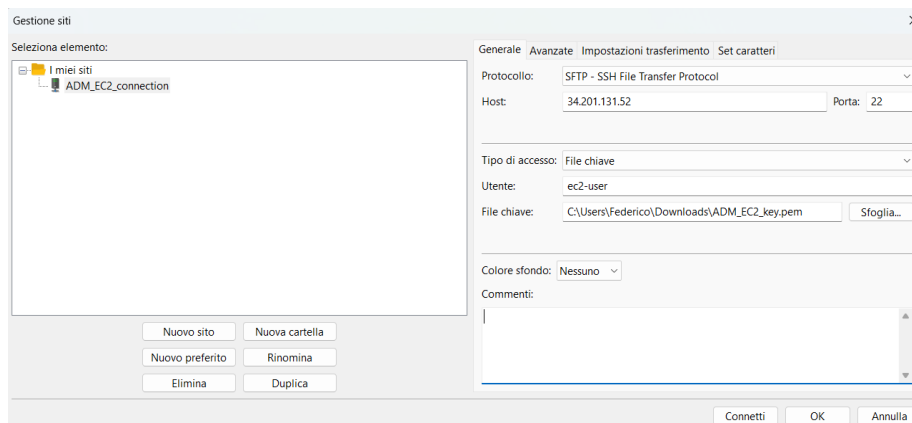 Gestione siti
Seleziona elemento:
I miei siti
ADM_EC2_connection
Nuovo sito
Nuova cartella
Nuovo preferito
Rinomina
Elimina
Duplica
Generale Avanzate Impostazioni trasferimento Set caratteri
Protocollo: SFTP - SSH File Transfer Protocol
Host: 34.201.131.52 Porta: 22
Tipo di accesso: File chiave
Utente: ec2-user
File chiave: C:\Users\Federico\Downloads\ADM_EC2_key.pem Sfoglia...
Colore sfondo: Nessuno
Commenti:
Connetti OK Annulla